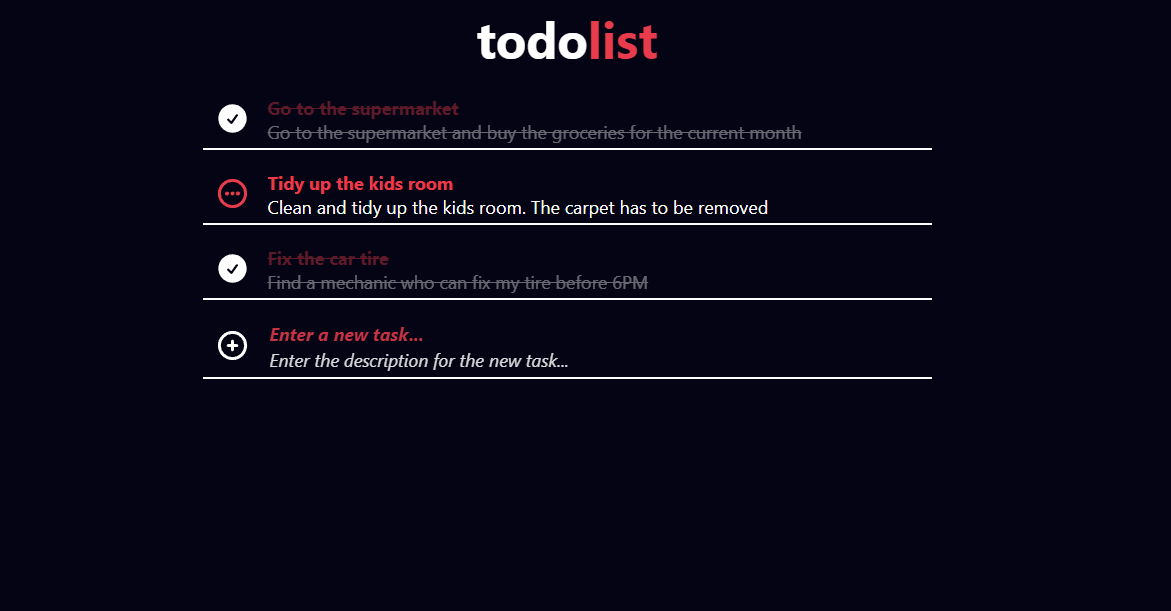 todolist
Go to the supermarket
Go to the supermarket and buy the groceries for the current month
Tidy up the kids room
Clean and tidy up the kids room. The carpet has to be removed
Fix the car tire
Find a mechanic who can fix my tire before 6PM
Enter a new task...
Enter the description for the new task...